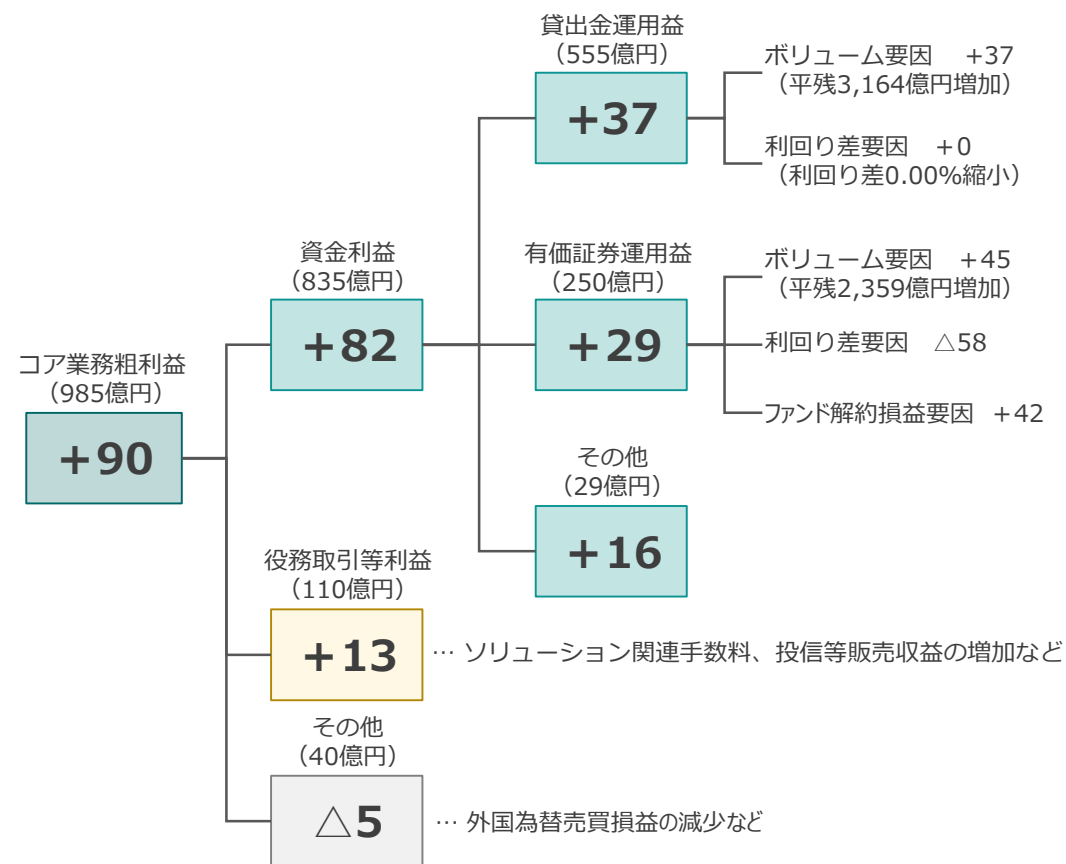 コア業務粗利益
（985億円）
+90
資金利益
（835億円）
+82
貸出金運用益
（555億円）
+37
ボリューム要因　+37
（平残3,164億円増加）
利回り差要因　+0
（利回り差0.00%縮小）
有価証券運用益
（250億円）
+29
ボリューム要因　+45
（平残2,359億円増加）
利回り差要因　△58
ファンド解約損益要因　+42
その他
（29億円）
+16
役務取引等利益
（110億円）
+13
… ソリューション関連手数料、投信等販売収益の増加など
その他
（40億円）
△5
… 外国為替売買損益の減少など